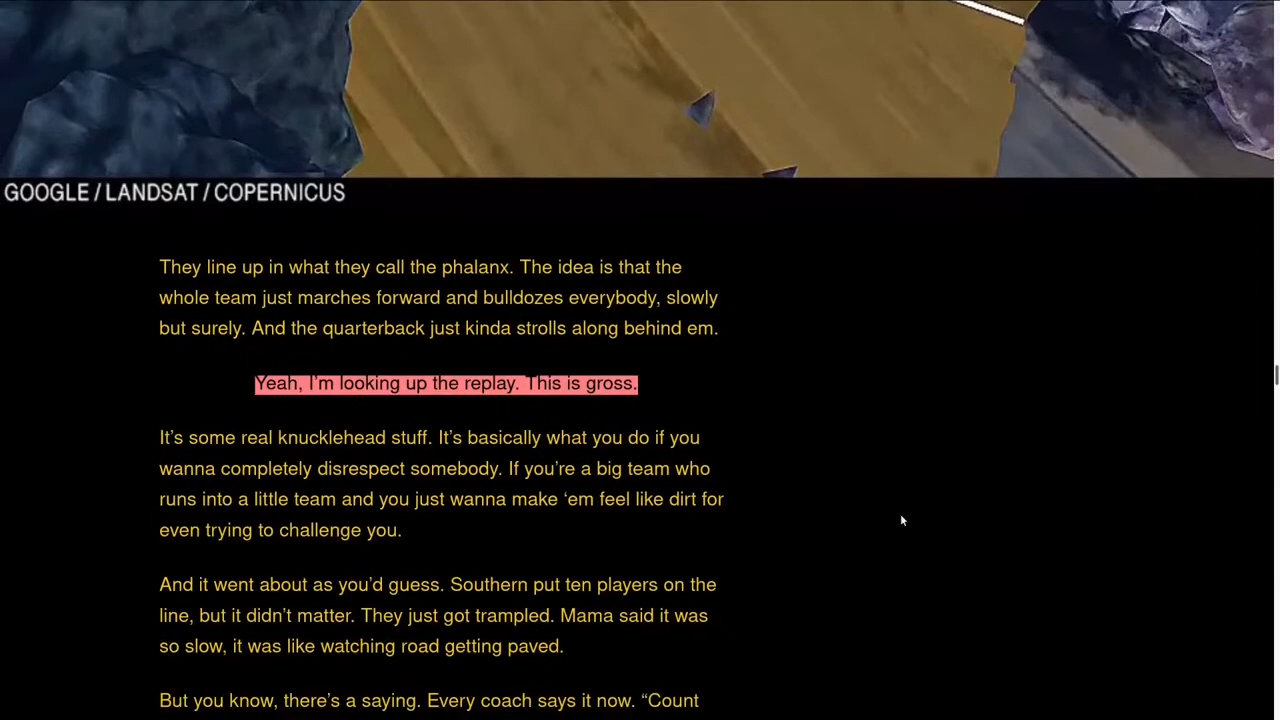 GOOGLE / LANDSAT / COPERNICUS
They line up in what they call the phalanx. The idea is that the
whole team just marches forward and bulldozes everybody, slowly
but surely. And the quarterback just kinda strolls along behind em.
Yeah, I’m looking up the replay. This is gross.
It’s some real knucklehead stuff. It’s basically what you do if you
wanna completely disrespect somebody. If you’re a big team who
runs into a little team and you just wanna make ‘em feel like dirt for
even trying to challenge you.
And it went about as you’d guess. Southern put ten players on the
line, but it didn’t matter. They just got trampled. Mama said it was
so slow, it was like watching road getting paved.
But you know, there’s a saying. Every coach says it now. “Count